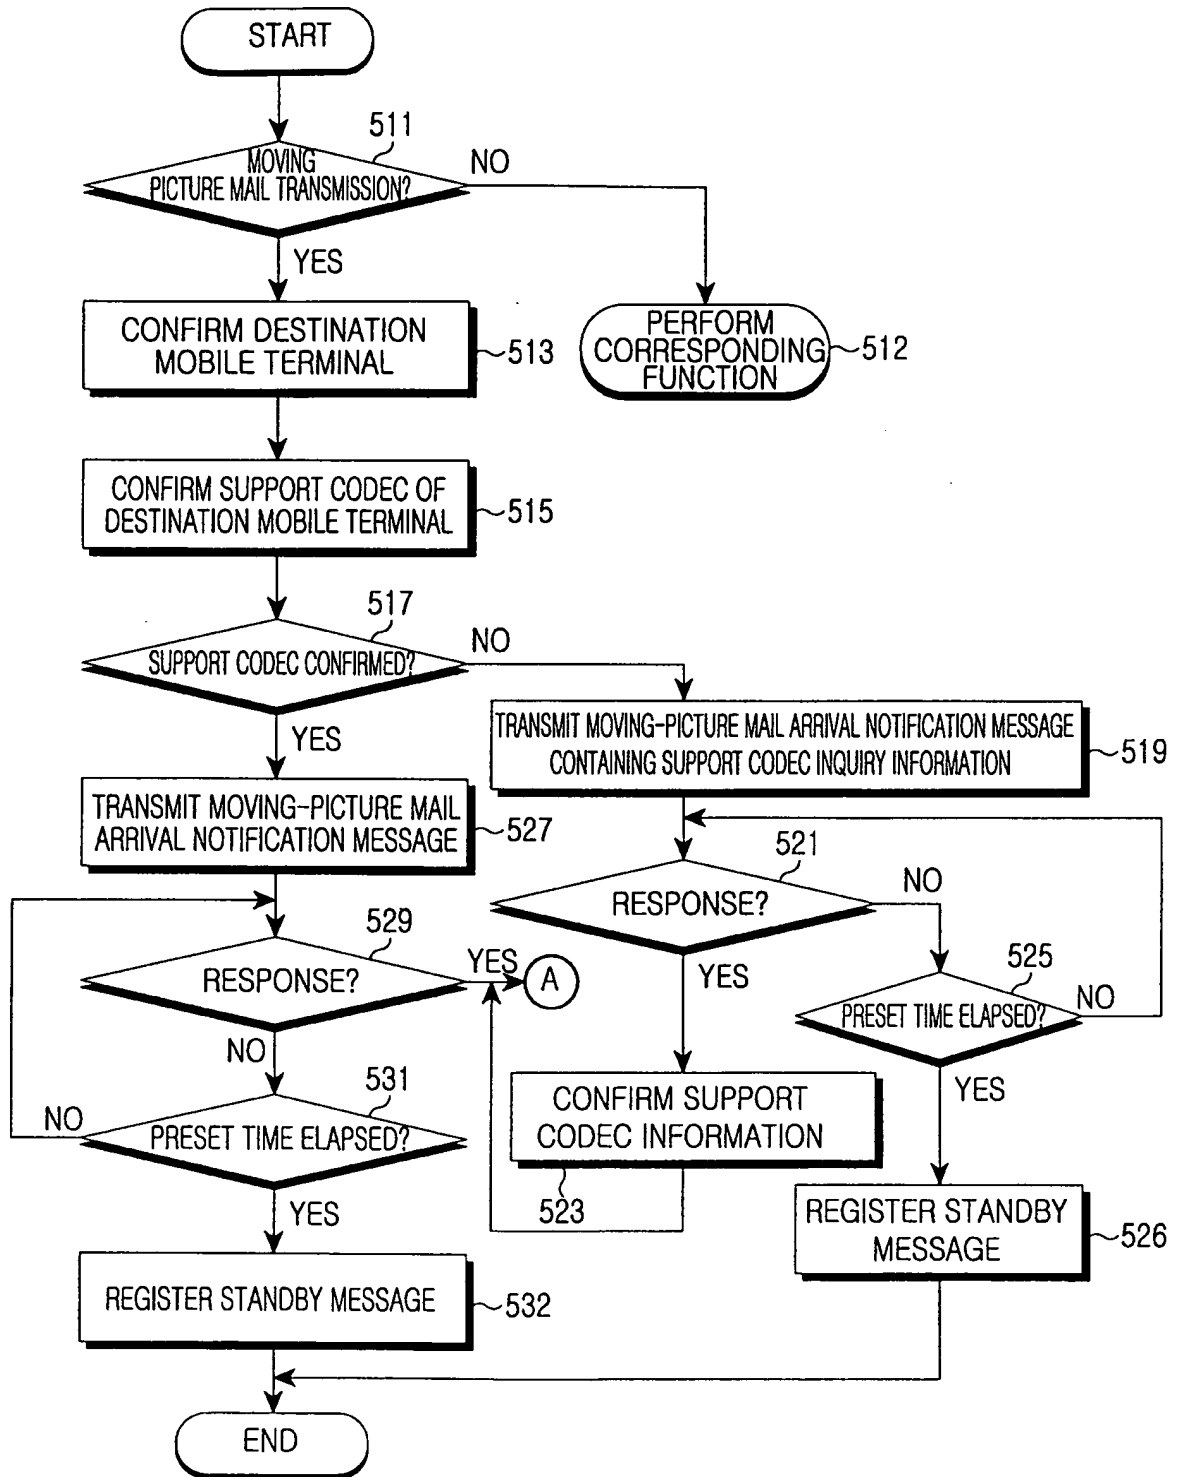 START
511
MOVING
PICTURE MAIL TRANSMISSION?
NO
YES
CONFIRM DESTINATION
MOBILE TERMINAL
513
PERFORM
CORRESPONDING
FUNCTION
512
CONFIRM SUPPORT CODEC OF
DESTINATION MOBILE TERMINAL
515
517
SUPPORT CODEC CONFIRMED?
NO
YES
TRANSMIT MOVING-PICTURE MAIL ARRIVAL NOTIFICATION MESSAGE
CONTAINING SUPPORT CODEC INQUIRY INFORMATION
519
TRANSMIT MOVING-PICTURE MAIL
ARRIVAL NOTIFICATION MESSAGE
527
521
RESPONSE?
NO
YES
529
RESPONSE?
YES
A
NO
525
PRESET TIME ELAPSED?
NO
YES
531
PRESET TIME ELAPSED?
NO
YES
CONFIRM SUPPORT
CODEC INFORMATION
523
REGISTER STANDBY
MESSAGE
526
REGISTER STANDBY MESSAGE
532
END